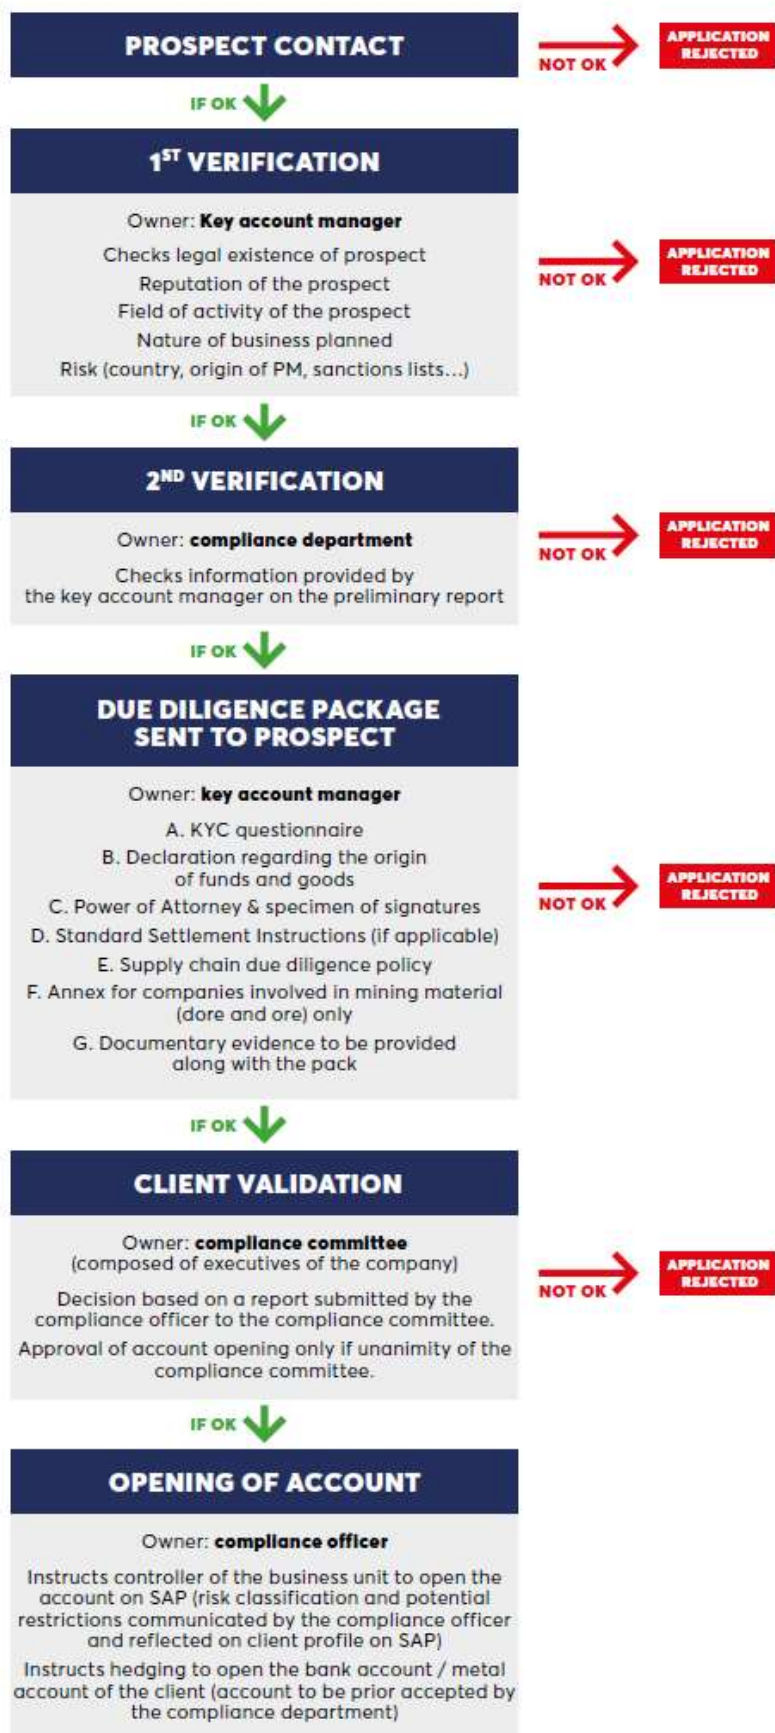 PROSPECT CONTACT
NOT OK
APPLICATION
REJECTED
IF OK
1ST VERIFICATION
Owner: Key account manager
Checks legal existence of prospect
Reputation of the prospect
Field of activity of the prospect
Nature of business planned
Risk (country, origin of PM, sanctions lists...)
NOT OK
APPLICATION
REJECTED
IF OK
2ND VERIFICATION
Owner: compliance department
Checks information provided by
the key account manager on the preliminary report
NOT OK
APPLICATION
REJECTED
IF OK
DUE DILIGENCE PACKAGE
SENT TO PROSPECT
Owner: key account manager
A. KYC questionnaire
B. Declaration regarding the origin
of funds and goods
C. Power of Attorney & specimen of signatures
D. Standard Settlement Instructions (if applicable)
E. Supply chain due diligence policy
F. Annex for companies involved in mining material
(dore and ore) only
G. Documentary evidence to be provided
along with the pack
NOT OK
APPLICATION
REJECTED
IF OK
CLIENT VALIDATION
Owner: compliance committee
(composed of executives of the company)
Decision based on a report submitted by the
compliance officer to the compliance committee.
Approval of account opening only if unanimity of the
compliance committee.
NOT OK
APPLICATION
REJECTED
IF OK
OPENING OF ACCOUNT
Owner: compliance officer
Instructs controller of the business unit to open the
account on SAP (risk classification and potential
restrictions communicated by the compliance officer
and reflected on client profile on SAP)
Instructs hedging to open the bank account / metal
account of the client (account to be prior accepted by
the compliance department)